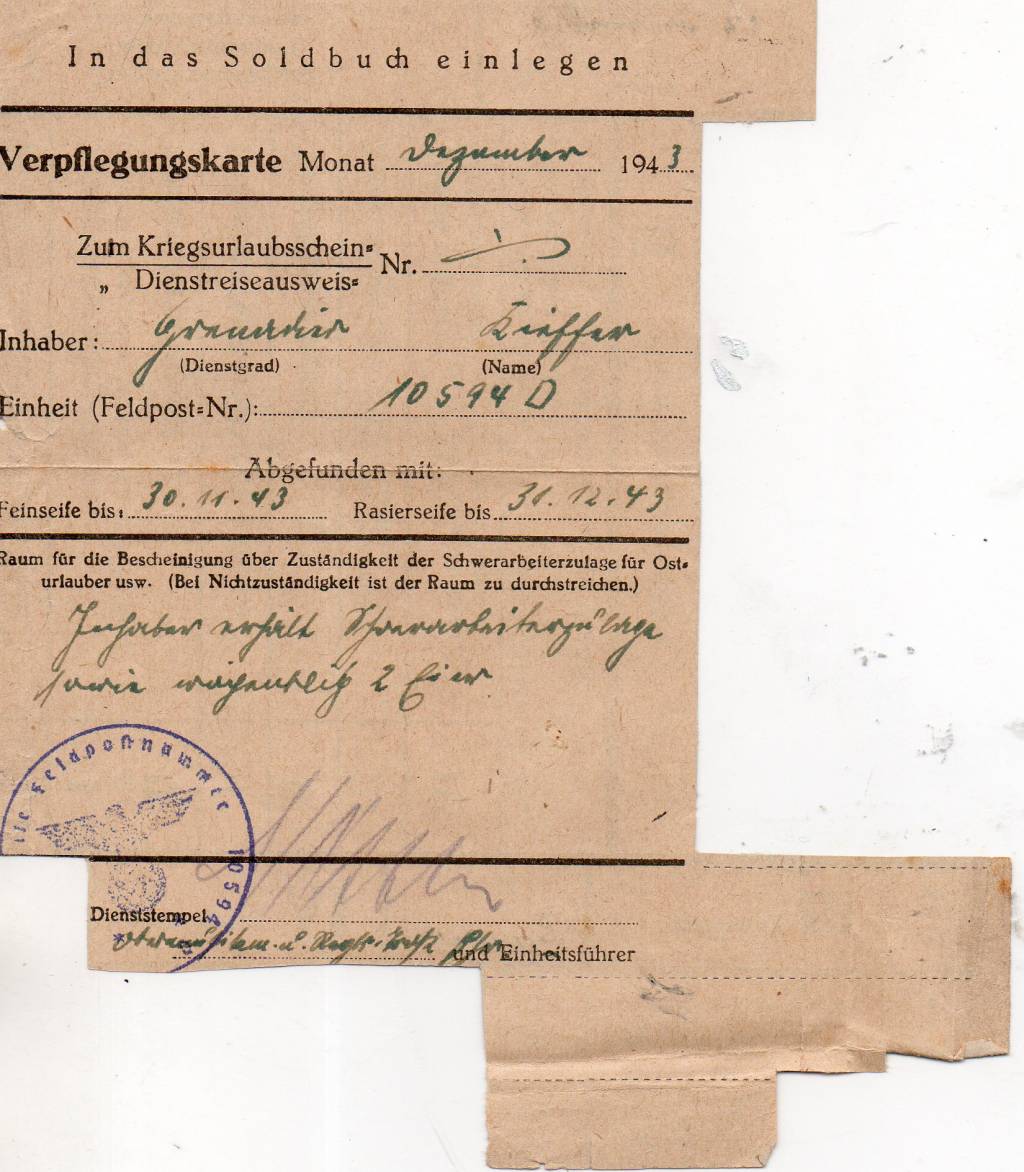 In das Soldbuch einlegen
Verpflegungskarte Monat Dezember 1943
Zum Kriegsurlaubsschein=
„ Dienstreiseausweis=
Nr.
Inhaber: Grenadier Kieffer
(Dienstgrad) (Name)
Einheit (Feldpost=Nr.): 10594 D
Abgefunden mit:
Feinseife bis: 30.11.43 Rasierseife bis 31.12.43
Raum für die Bescheinigung über Zuständigkeit der Schwerarbeiterzulage für Ost=
urlauber usw. (Bei Nichtzuständigkeit ist der Raum zu durchstreichen.)
Inhaber erhält Schwerarbeiterzulage
sowie wöchentlich 2 Eier
Feldpostnummer 10594
Dienststempel
und Einheitsführer